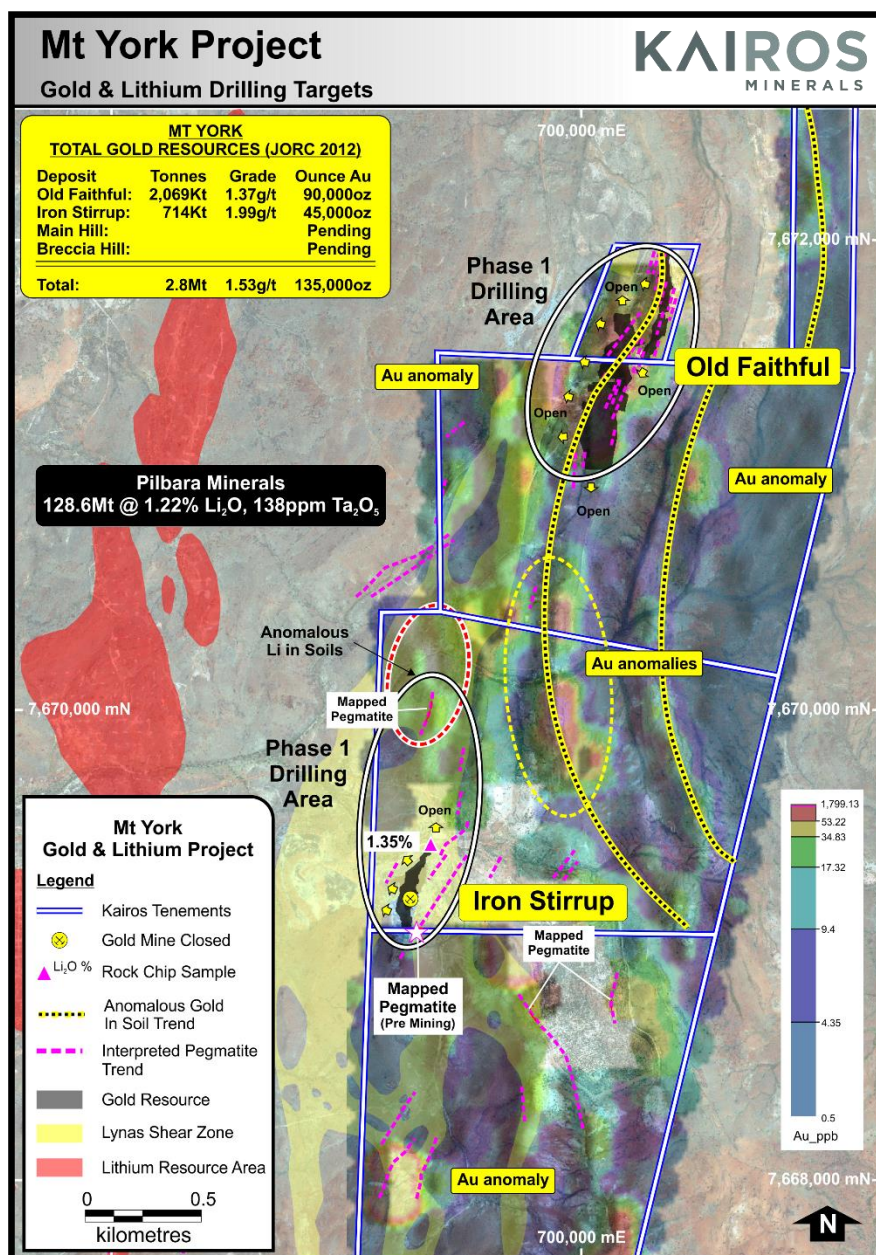 Mt York Project
Gold & Lithium Drilling Targets
KAIROS
MINERALS
MT YORK
TOTAL GOLD RESOURCES (JORC 2012)
Deposit Tonnes Grade Ounce Au
Old Faithful: 2,069Kt 1.37g/t 90,000oz
Iron Stirrup: 714Kt 1.99g/t 45,000oz
Main Hill: Pending
Breccia Hill: Pending
Total: 2.8Mt 1.53g/t 135,000oz
700,000 mE
7,672,000 mN
Phase 1
Drilling
Area
Open
Old Faithful
Au anomaly
Open
Open
Au anomaly
Open
Pilbara Minerals
128.6Mt @ 1.22% Li₂O, 138ppm Ta₂O₅
Anomalous
Li in Soils
Au anomalies
Mapped
Pegmatite
7,670,000 mN
Phase 1
Drilling
Area
Open
1.35%
Iron Stirrup
Mapped
Pegmatite
Mapped
Pegmatite
(Pre Mining)
Au anomaly
Mt York
Gold & Lithium Project
Legend
Kairos Tenements
Gold Mine Closed
Li₂O %
Rock Chip Sample
Anomalous Gold
In Soil Trend
Interpreted Pegmatite
Trend
Gold Resource
Lynas Shear Zone
Lithium Resource Area
0 0.5
kilometres
1,799.13
53.22
34.83
17.32
9.4
4.35
0.5
Au_ppb
7,668,000 mN
700,000 mE
N